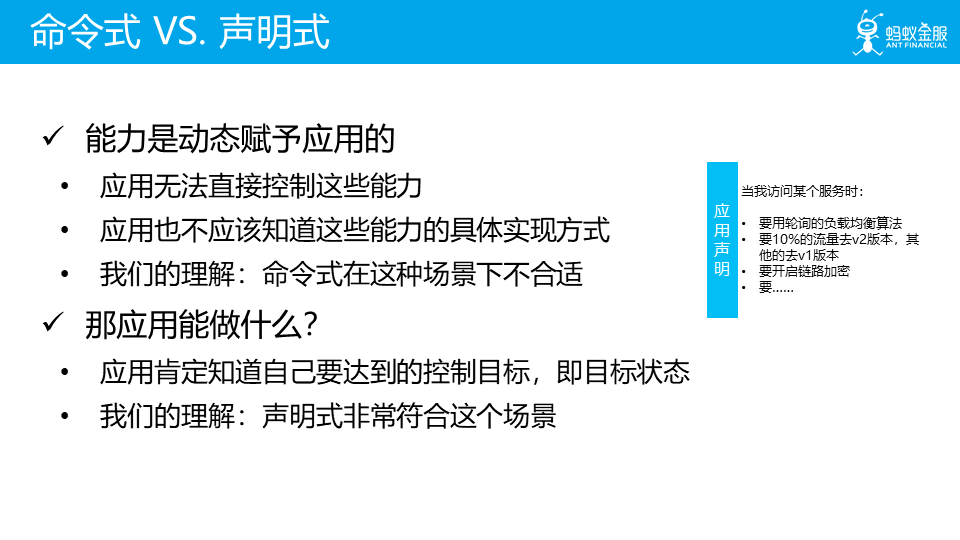 命令式 VS. 声明式
蚂蚁金服
ANT FINANCIAL
✓ 能力是动态赋予应用的
• 应用无法直接控制这些能力
• 应用也不应该知道这些能力的具体实现方式
• 我们的理解：命令式在这种场景下不合适
✓ 那应用能做什么？
• 应用肯定知道自己要达到的控制目标，即目标状态
• 我们的理解：声明式非常符合这个场景
应
用
声
明
当我访问某个服务时：
• 要用轮询的负载均衡算法
• 要10%的流量去v2版本，其
他的去v1版本
• 要开启链路加密
• 要……